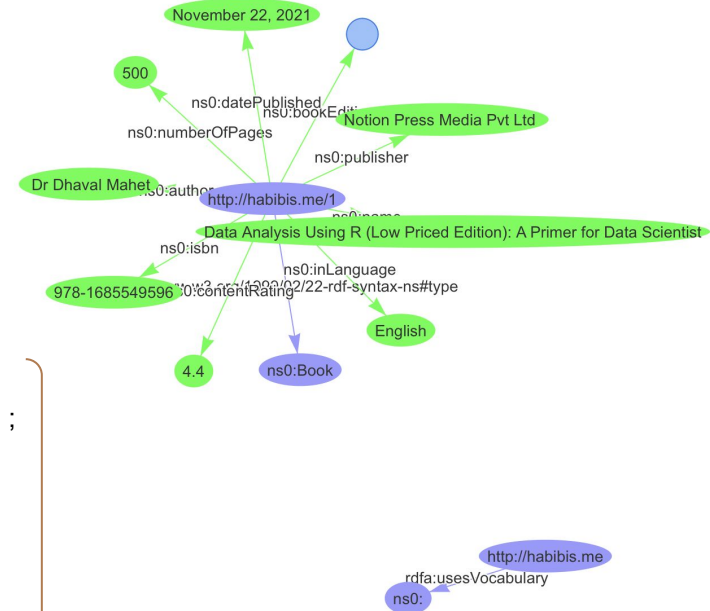 November 22, 2021
500
ns0:datePublished
ns0:numberOfPages
Notion Press Media Pvt Ltd
ns0:publisher
Dr Dhaval Mahet
http://habibis.me/1
Data Analysis Using R (Low Priced Edition): A Primer for Data Scientist
ns0:isbn
ns0:inLanguage
978-1685549596
English
4.4
ns0:Book
;
http://habibis.me
rdfa:usesVocabulary
ns0: